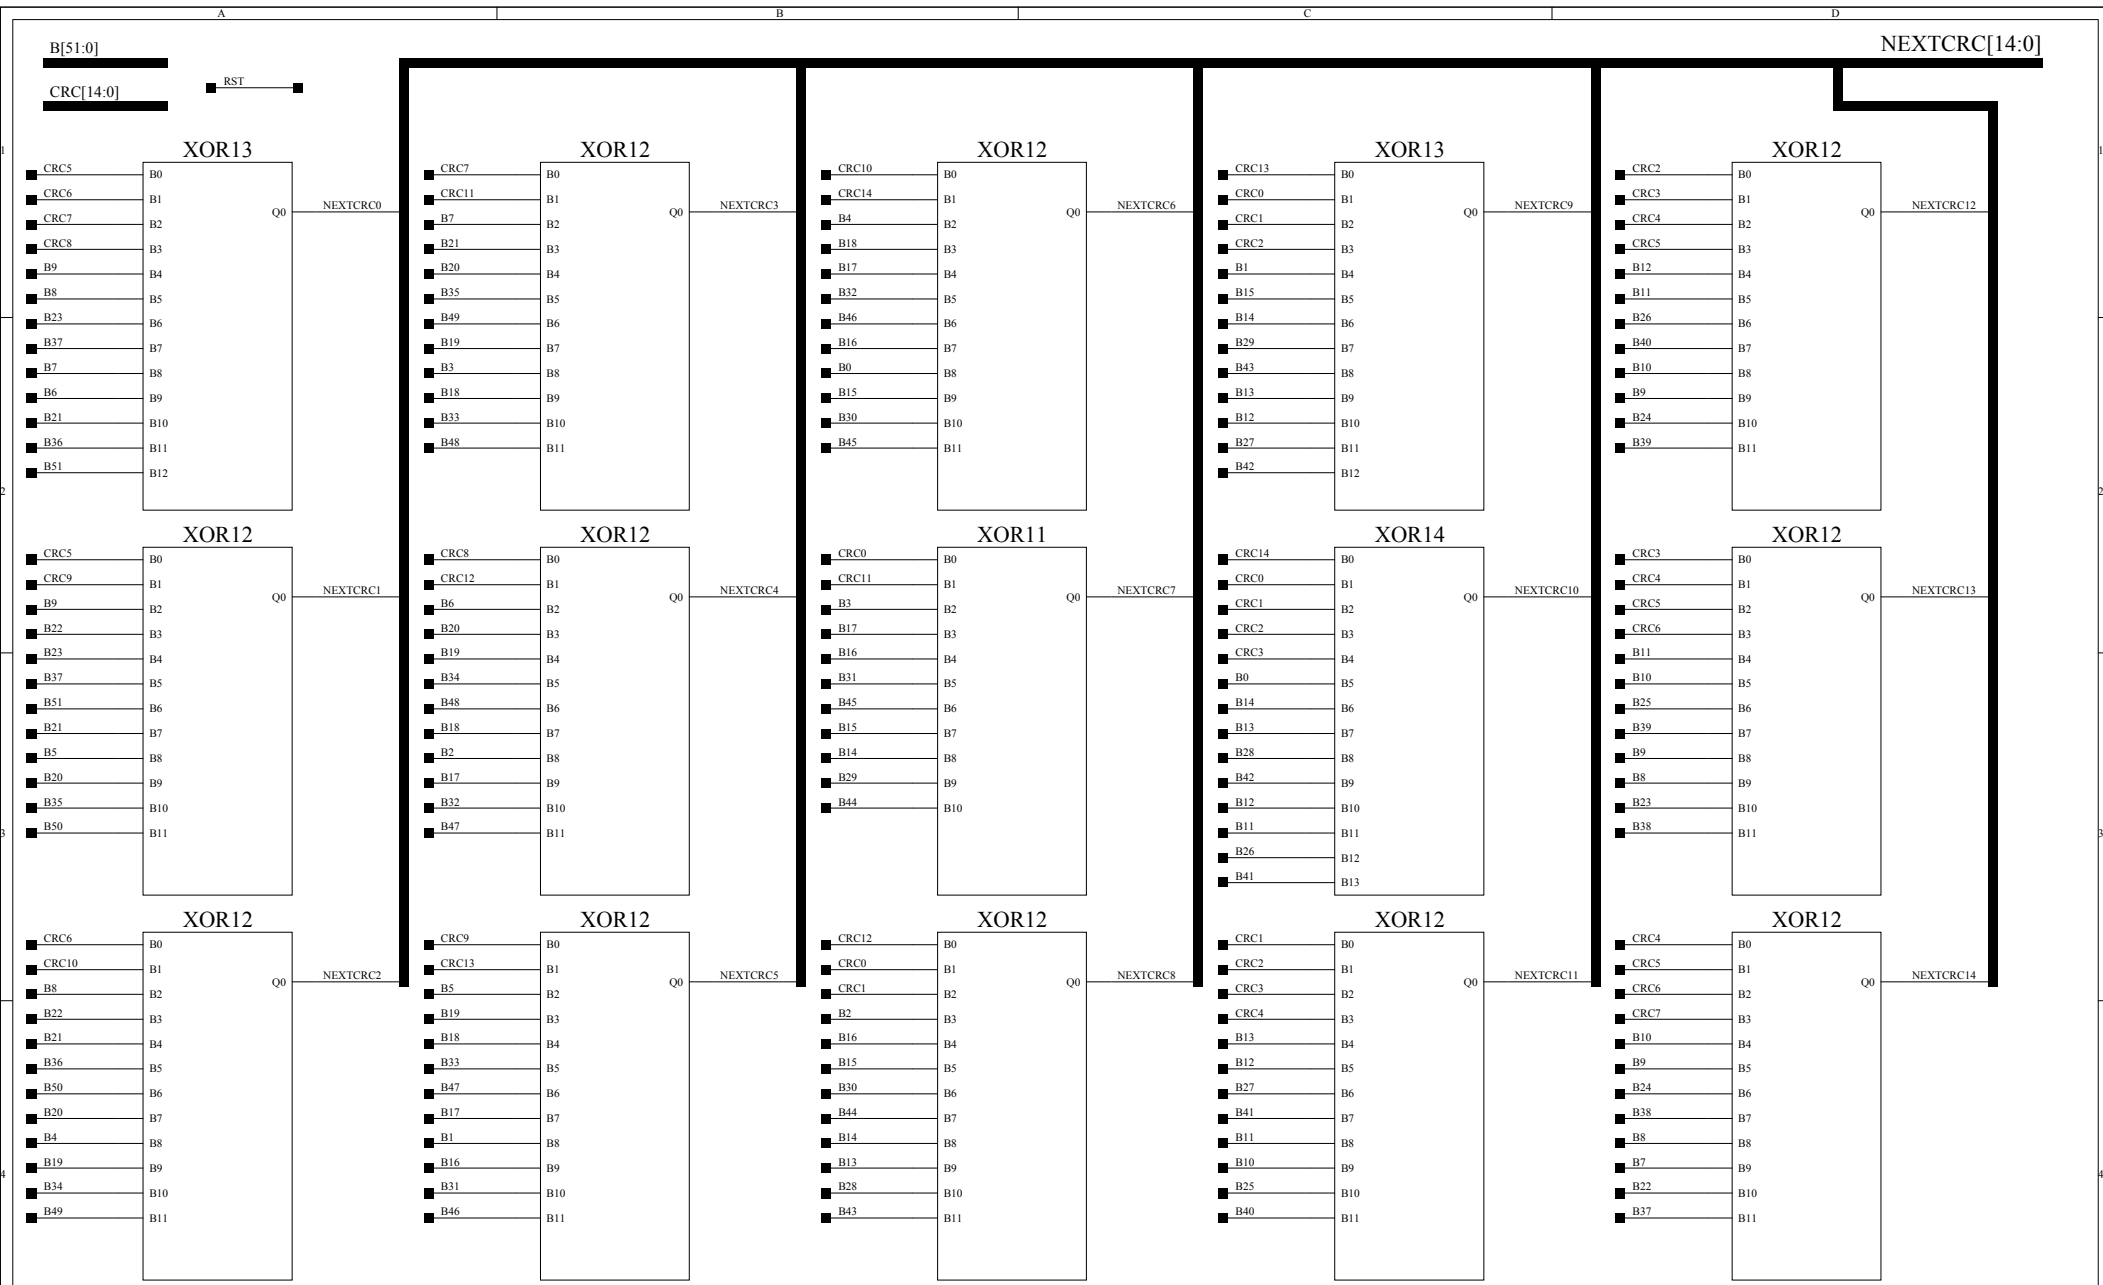 A B C D
B[51:0]
NEXTCRC[14:0]
RST
CRC[14:0]
1
1
XOR13
CRC5 B0
CRC6 B1
CRC7 B2
CRC8 B3
B9 B4
B8 B5
B23 B6
B37 B7
B7 B8
B6 B9
B21 B10
B36 B11
B51 B12
Q0 NEXTCRC0
XOR12
CRC7 B0
CRC11 B1
B7 B2
B21 B3
B20 B4
B35 B5
B49 B6
B19 B7
B3 B8
B18 B9
B33 B10
B48 B11
Q0 NEXTCRC3
XOR12
CRC10 B0
CRC14 B1
B4 B2
B18 B3
B17 B4
B32 B5
B46 B6
B16 B7
B0 B8
B15 B9
B30 B10
B45 B11
Q0 NEXTCRC6
XOR13
CRC13 B0
CRC0 B1
CRC1 B2
CRC2 B3
B1 B4
B15 B5
B14 B6
B29 B7
B43 B8
B13 B9
B12 B10
B27 B11
B42 B12
Q0 NEXTCRC9
XOR12
CRC2 B0
CRC3 B1
CRC4 B2
CRC5 B3
B12 B4
B11 B5
B26 B6
B40 B7
B10 B8
B9 B9
B24 B10
B39 B11
Q0 NEXTCRC12
2
2
XOR12
CRC5 B0
CRC9 B1
B9 B2
B22 B3
B23 B4
B37 B5
B51 B6
B21 B7
B5 B8
B20 B9
B35 B10
B50 B11
Q0 NEXTCRC1
XOR12
CRC8 B0
CRC12 B1
B6 B2
B20 B3
B19 B4
B34 B5
B48 B6
B18 B7
B2 B8
B17 B9
B32 B10
B47 B11
Q0 NEXTCRC4
XOR11
CRC0 B0
CRC11 B1
B3 B2
B17 B3
B16 B4
B31 B5
B45 B6
B15 B7
B14 B8
B29 B9
B44 B10
Q0 NEXTCRC7
XOR14
CRC14 B0
CRC0 B1
CRC1 B2
CRC2 B3
CRC3 B4
B0 B5
B14 B6
B13 B7
B28 B8
B42 B9
B12 B10
B11 B11
B26 B12
B41 B13
Q0 NEXTCRC10
XOR12
CRC3 B0
CRC4 B1
CRC5 B2
CRC6 B3
B11 B4
B10 B5
B25 B6
B39 B7
B9 B8
B8 B9
B23 B10
B38 B11
Q0 NEXTCRC13
3
3
XOR12
CRC6 B0
CRC10 B1
B8 B2
B22 B3
B21 B4
B36 B5
B50 B6
B20 B7
B4 B8
B19 B9
B34 B10
B49 B11
Q0 NEXTCRC2
XOR12
CRC9 B0
CRC13 B1
B5 B2
B19 B3
B18 B4
B33 B5
B47 B6
B17 B7
B1 B8
B16 B9
B31 B10
B46 B11
Q0 NEXTCRC5
XOR12
CRC12 B0
CRC0 B1
CRC1 B2
B2 B3
B16 B4
B15 B5
B30 B6
B44 B7
B14 B8
B13 B9
B28 B10
B43 B11
Q0 NEXTCRC8
XOR12
CRC1 B0
CRC2 B1
CRC3 B2
CRC4 B3
B13 B4
B12 B5
B27 B6
B41 B7
B11 B8
B10 B9
B25 B10
B40 B11
Q0 NEXTCRC11
XOR12
CRC4 B0
CRC5 B1
CRC6 B2
CRC7 B3
B10 B4
B9 B5
B24 B6
B38 B7
B8 B8
B7 B9
B22 B10
B37 B11
Q0 NEXTCRC14
4
4